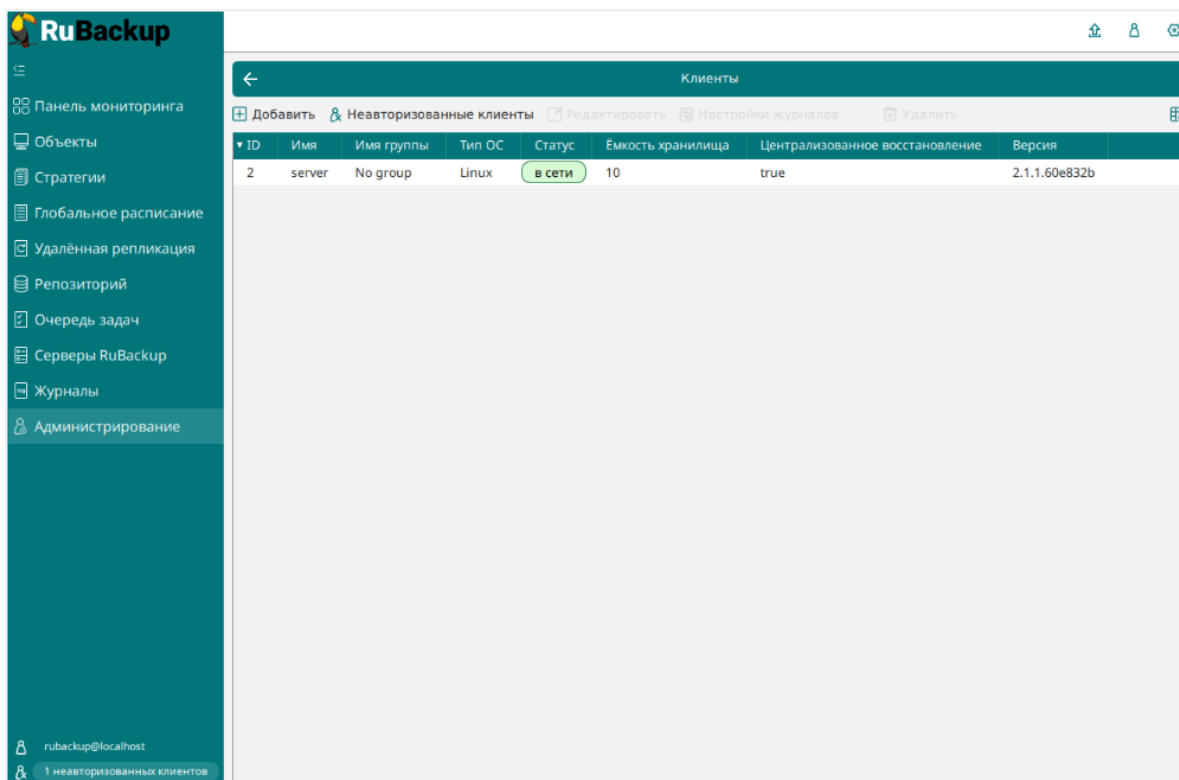 RuBackup
Клиенты
Панель мониторинга
Добавить Неавторизованные клиенты Редактировать Настройки журналов Удалить
Объекты
ID Имя Имя группы Тип ОС Статус Ёмкость хранилища Централизованное восстановление Версия
2 server No group Linux в сети 10 true 2.1.1.60e832b
Стратегии
Глобальное расписание
Удалённая репликация
Репозиторий
Очередь задач
Серверы RuBackup
Журналы
Администрирование
rubackup@localhost
1 неавторизованных клиентов